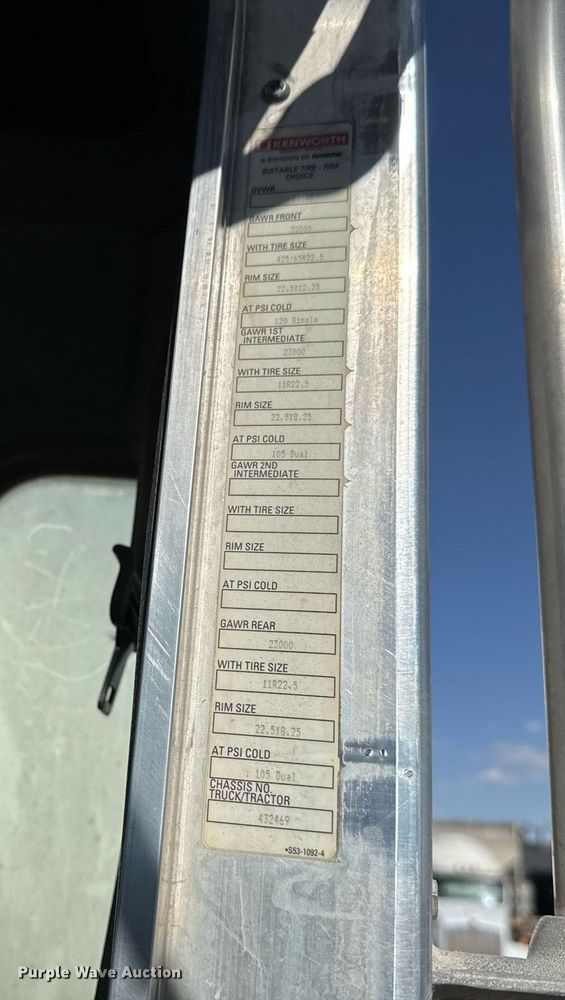 KENWORTH
A DIVISION OF PACCAR
SUITABLE TIRE - RIM
CHOICE
GVWR
GAWR FRONT
22000
WITH TIRE SIZE
425/65R22.5
RIM SIZE
22.5X12.25
AT PSI COLD
120 Single
GAWR 1ST
INTERMEDIATE
23000
WITH TIRE SIZE
11R22.5
RIM SIZE
22.5X8.25
AT PSI COLD
105 Dual
GAWR 2ND
INTERMEDIATE
WITH TIRE SIZE
RIM SIZE
AT PSI COLD
GAWR REAR
23000
WITH TIRE SIZE
11R22.5
RIM SIZE
22.5X8.25
AT PSI COLD
105 Dual
CHASSIS NO.
TRUCK/TRACTOR
432469
•S53-1092-4
Purple Wave Auction